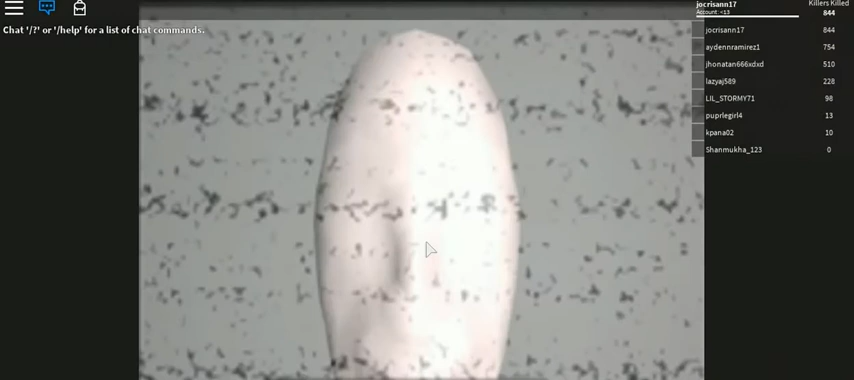 jocrisann17
Account: <13
Killers Killed
844
Chat '/?' or '/help' for a list of chat commands.
jocrisann17 844
aydennramirez1 754
jhonatan666xdxd 510
lazyaj589 228
LIL_STORMY71 98
puprlegirl4 13
kpana02 10
Shanmukha_123 0